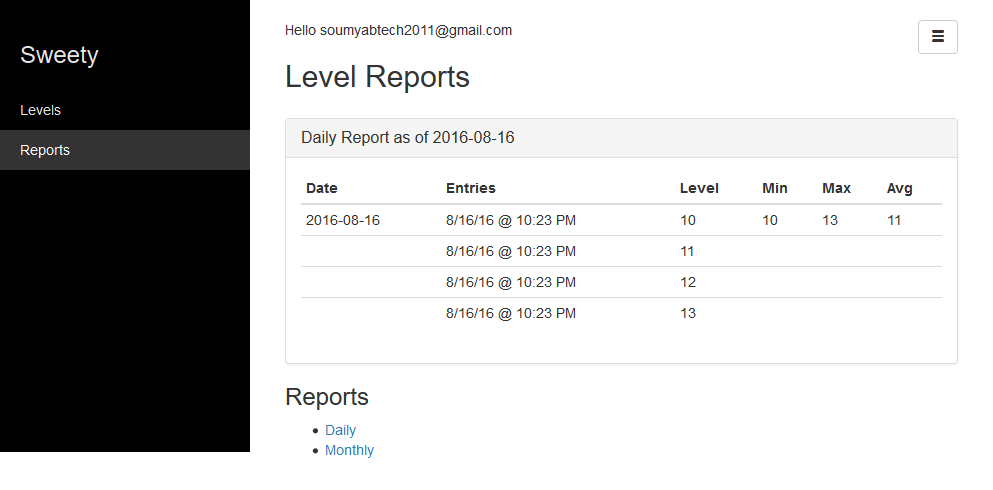 Sweety
Levels
Reports
Hello soumyabtech2011@gmail.com
Level Reports
Daily Report as of 2016-08-16
Date Entries Level Min Max Avg
2016-08-16 8/16/16 @ 10:23 PM 10 10 13 11
8/16/16 @ 10:23 PM 11
8/16/16 @ 10:23 PM 12
8/16/16 @ 10:23 PM 13
Reports
Daily
Monthly